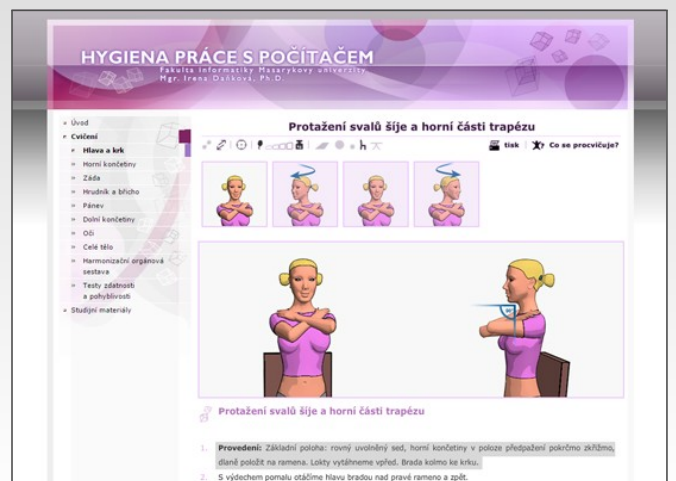 HYGIENA PRÁCE S POČÍTAČEM
Fakulta informatiky Masarykovy univerzity
Mgr. Irena Daňková, Ph.D.
Úvod
Cvičení
Hlava a krk
Horní končetiny
Záda
Hrudník a břicho
Pánev
Dolní končetiny
Oči
Celé tělo
Harmonizační orgánová
sestava
Testy zdatnosti
a pohyblivosti
Studijní materiály
Protažení svalů šíje a horní části trapézu
tisk
Co se procvičuje?
Protažení svalů šíje a horní části trapézu
1. Provedení: Základní poloha: rovný uvolněný sed, horní končetiny v poloze předpažení pokrčmo zkřížmo,
dlaně položit na ramena. Lokty vytáhneme vpřed. Brada kolmo ke krku.
2. S výdechem pomalu otáčíme hlavu bradou nad pravé rameno a zpět.